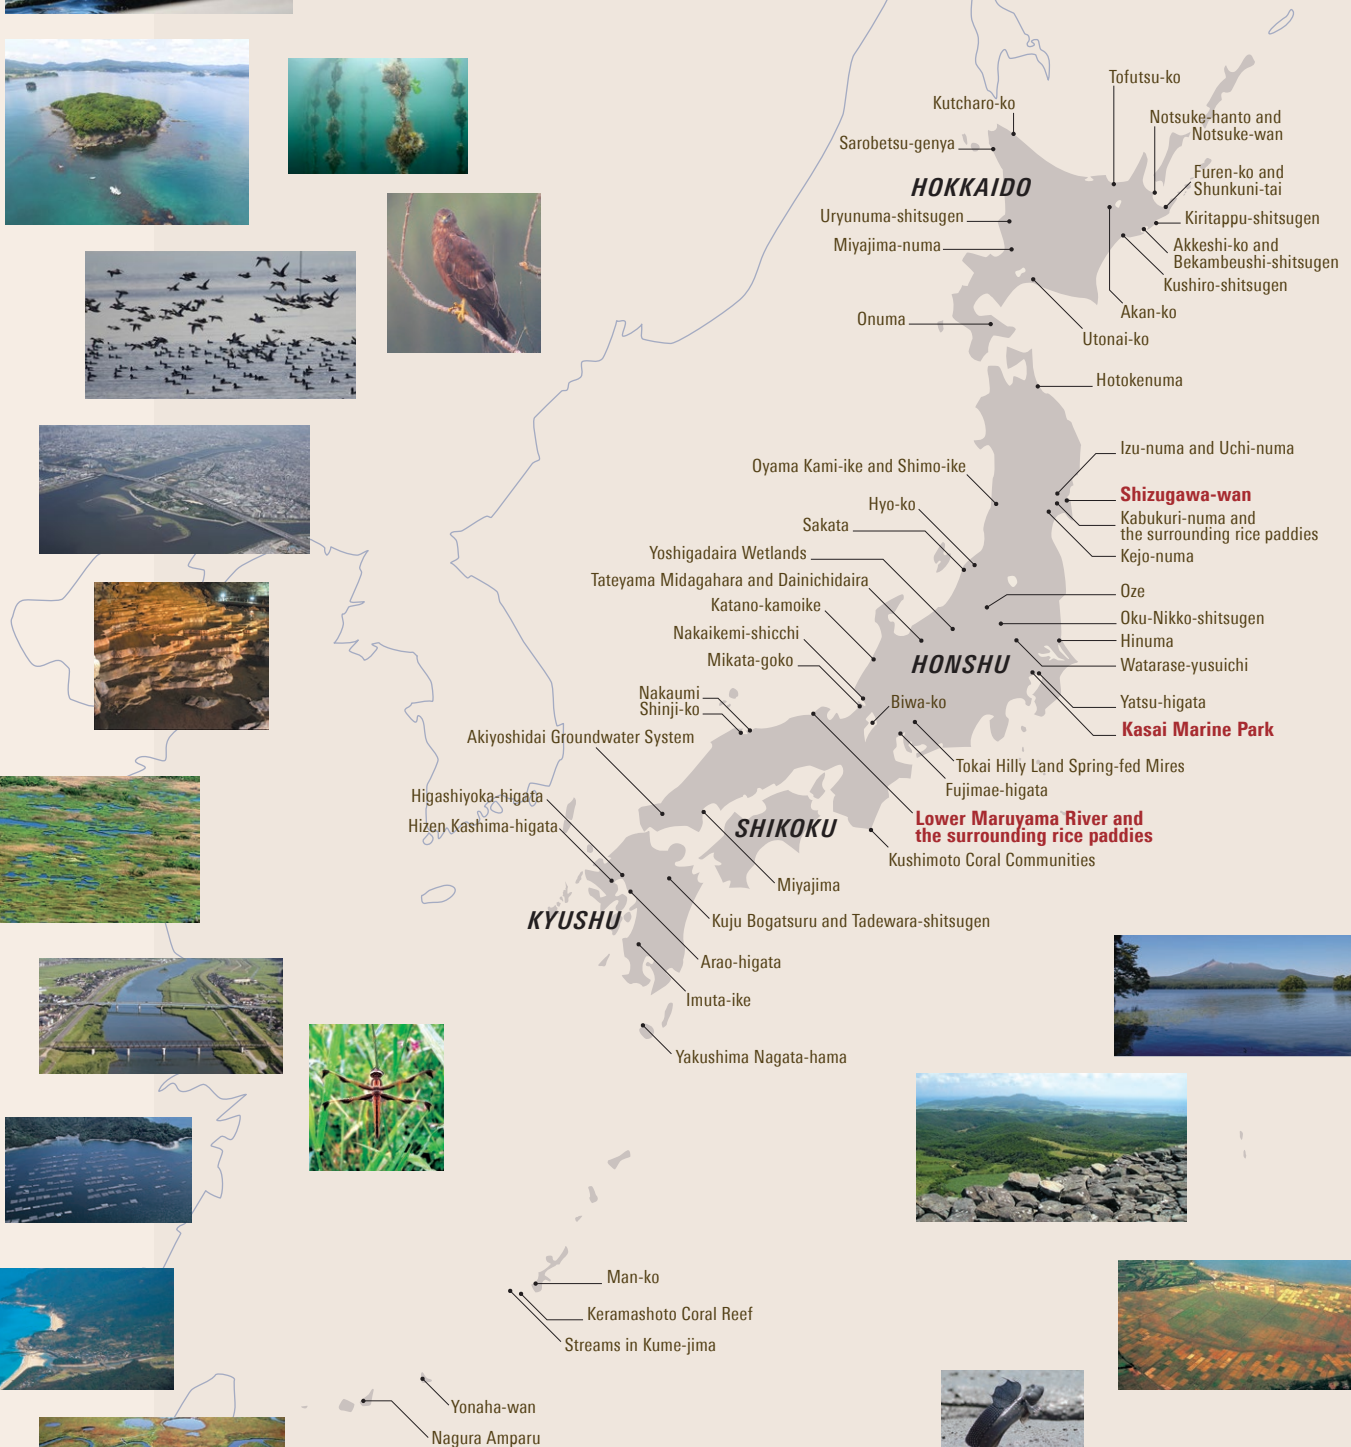 Tofutsu-ko
Kutcharo-ko
Notsuke-hanto and
Notsuke-wan
Sarobetsu-genya
Furen-ko and
Shunkuni-tai
HOKKAIDO
Uryunuma-shitsugen
Kiritappu-shitsugen
Miyajima-numa
Akkeshi-ko and
Bekambeushi-shitsugen
Kushiro-shitsugen
Akan-ko
Onuma
Utonai-ko
Hotokenuma
Izu-numa and Uchi-numa
Oyama Kami-ike and Shimo-ike
Shizugawa-wan
Hyo-ko
Kabukuri-numa and
the surrounding rice paddies
Sakata
Yoshigadaira Wetlands
Kejo-numa
Tateyama Midagahara and Dainichidaira
Oze
Katano-kamoike
Oku-Nikko-shitsugen
Nakaikemi-shicchi
Hinuma
Mikata-goko
HONSHU
Watarase-yusuichi
Nakaumi
Shinji-ko
Biwa-ko
Yatsu-higata
Kasai Marine Park
Akiyoshidai Groundwater System
Tokai Hilly Land Spring-fed Mires
Fujimae-higata
Higashiyoka-higata
Hizen Kashima-higata
SHIKOKU
Lower Maruyama River and
the surrounding rice paddies
Kushimoto Coral Communities
Miyajima
KYUSHU
Kuju Bogatsuru and Tadewara-shitsugen
Arao-higata
Imuta-ike
Yakushima Nagata-hama
Man-ko
Keramashoto Coral Reef
Streams in Kume-jima
Yonaha-wan
Nagura Amparu